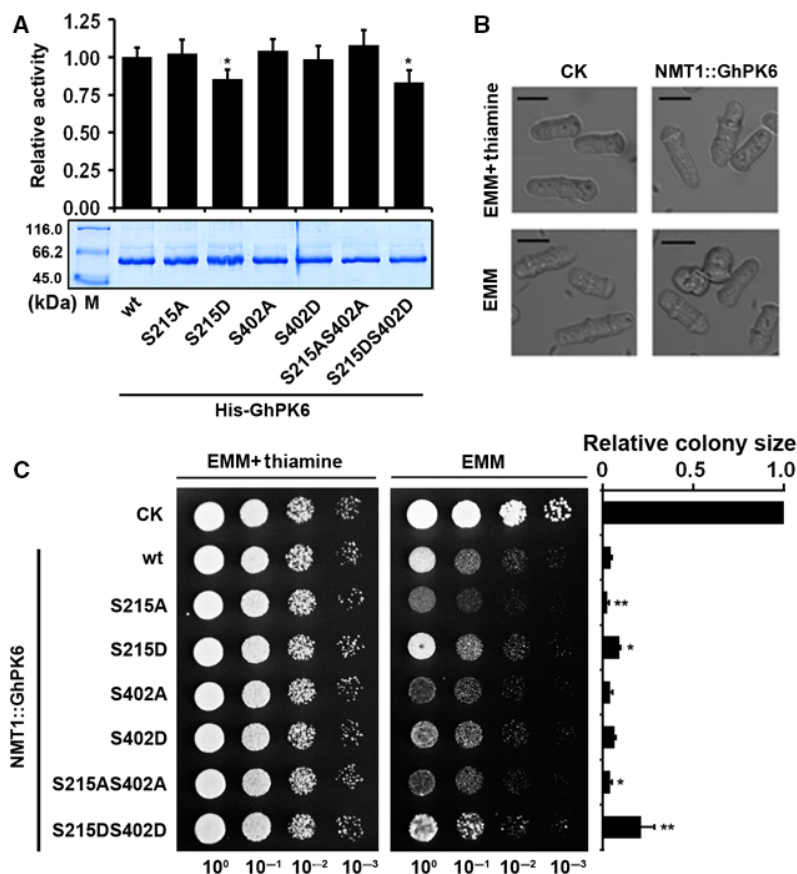 A
1.25
1.00
0.75
0.50
0.25
0.00
Relative activity
*
*
116.0
66.2
45.0
(kDa) M
wt
S215A
S215D
S402A
S402D
S215AS402A
S215DS402D
His-GhPK6
B
CK
NMT1::GhPK6
EMM+thiamine
EMM
C
EMM+thiamine
EMM
Relative colony size
0 0.5 1.0
CK
wt
S215A **
S215D *
S402A
S402D
S215AS402A *
S215DS402D **
NMT1::GhPK6
10⁰ 10⁻¹ 10⁻² 10⁻³
10⁰ 10⁻¹ 10⁻² 10⁻³